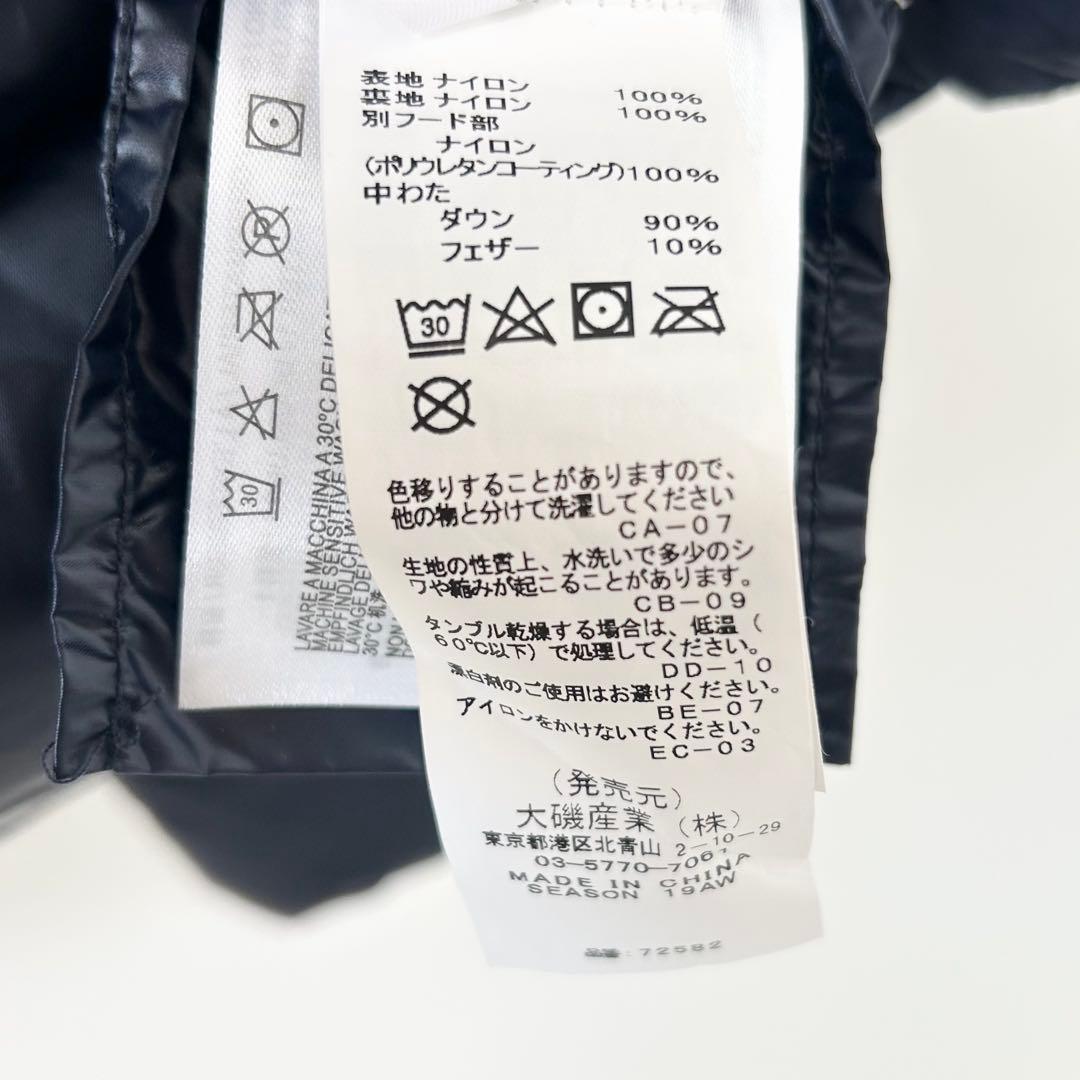 表地 ナイロン 100%
裏地 ナイロン 100%
別フード部
ナイロン
(ポリウレタンコーティング)100%
中わた
ダウン 90%
フェザー 10%
30
色移りすることがありますので、
他の物と分けて洗濯してください
CA-07
生地の性質上、水洗いで多少のシ
ワや縮みが起こることがあります。
CB-09
タンブル乾燥する場合は、低温(
60℃以下)で処理してください。
DD-10
漂白剤のご使用はお避けください。
BE-07
アイロンをかけないでください。
EC-03
(発売元)
大磯産業(株)
東京都港区北青山 2-10-29
03-5770-7061
MADE IN CHINA
SEASON 19AW
品番:72582
P
30
LAVARE A MACCHINA A 30°C
MACHINE SENSITIVE
EMPFINDLICH
LAVAGE
30°C 机
NON